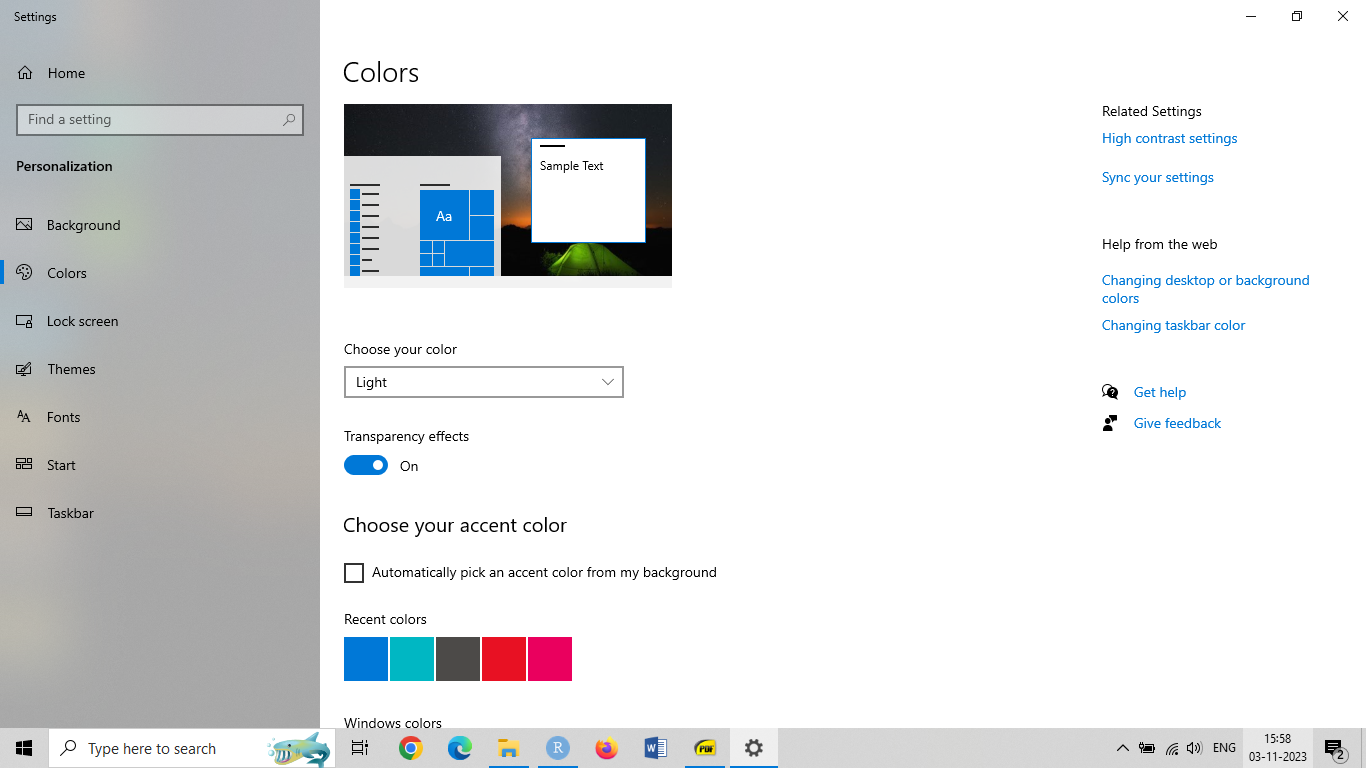 Settings
Home
Find a setting
Personalization
Background
Colors
Lock screen
Themes
Fonts
Start
Taskbar
Colors
Sample Text
Aa
Choose your color
Light
Transparency effects
On
Choose your accent color
Automatically pick an accent color from my background
Recent colors
Windows colors
Related Settings
High contrast settings
Sync your settings
Help from the web
Changing desktop or background
colors
Changing taskbar color
Get help
Give feedback
Type here to search
R
W
PDF
ENG
15:58
03-11-2023
2